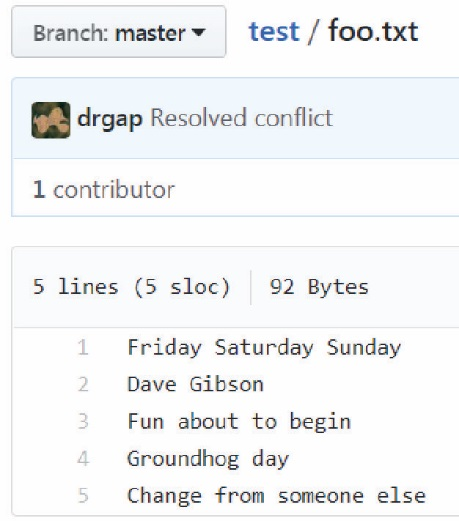 Branch: master test / foo.txt
drgap Resolved conflict
1 contributor
5 lines (5 sloc) 92 Bytes
1 Friday Saturday Sunday
2 Dave Gibson
3 Fun about to begin
4 Groundhog day
5 Change from someone else